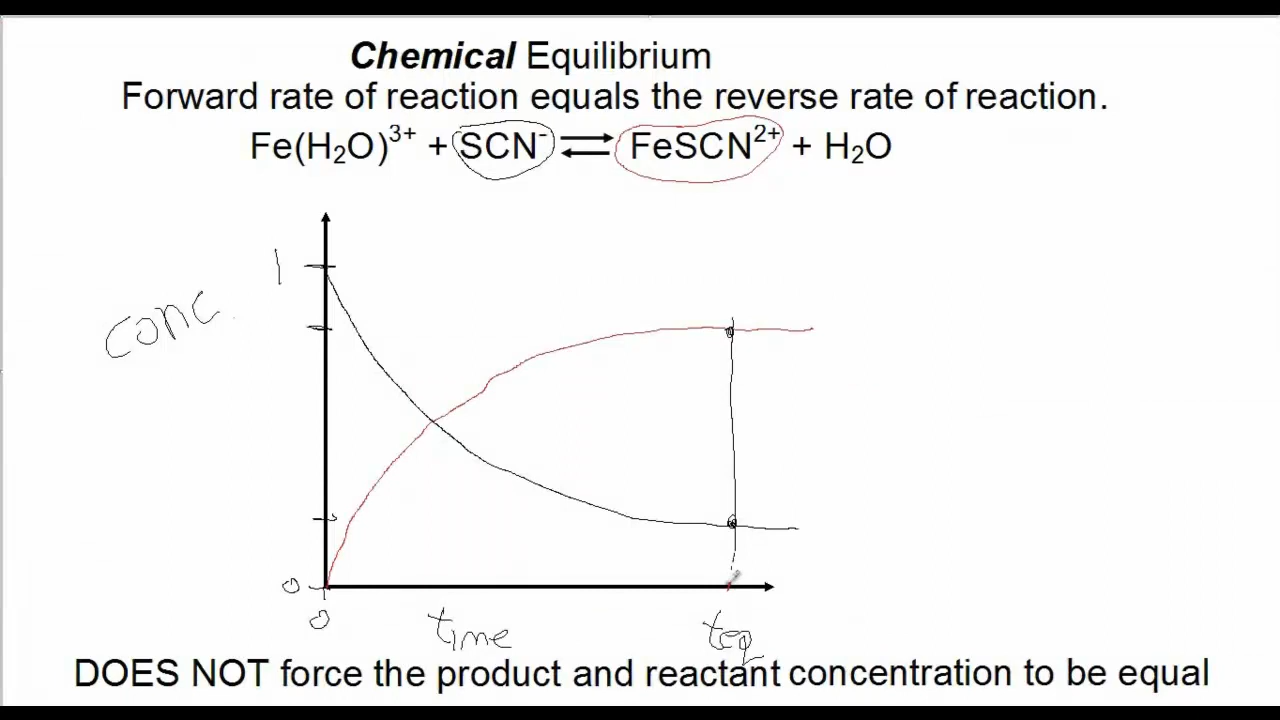 Chemical Equilibrium
Forward rate of reaction equals the reverse rate of reaction.
Fe(H₂O)³⁺ + SCN⁻ ⇌ FeSCN²⁺ + H₂O
1
conc.
0
0
time
teq
DOES NOT force the product and reactant concentration to be equal